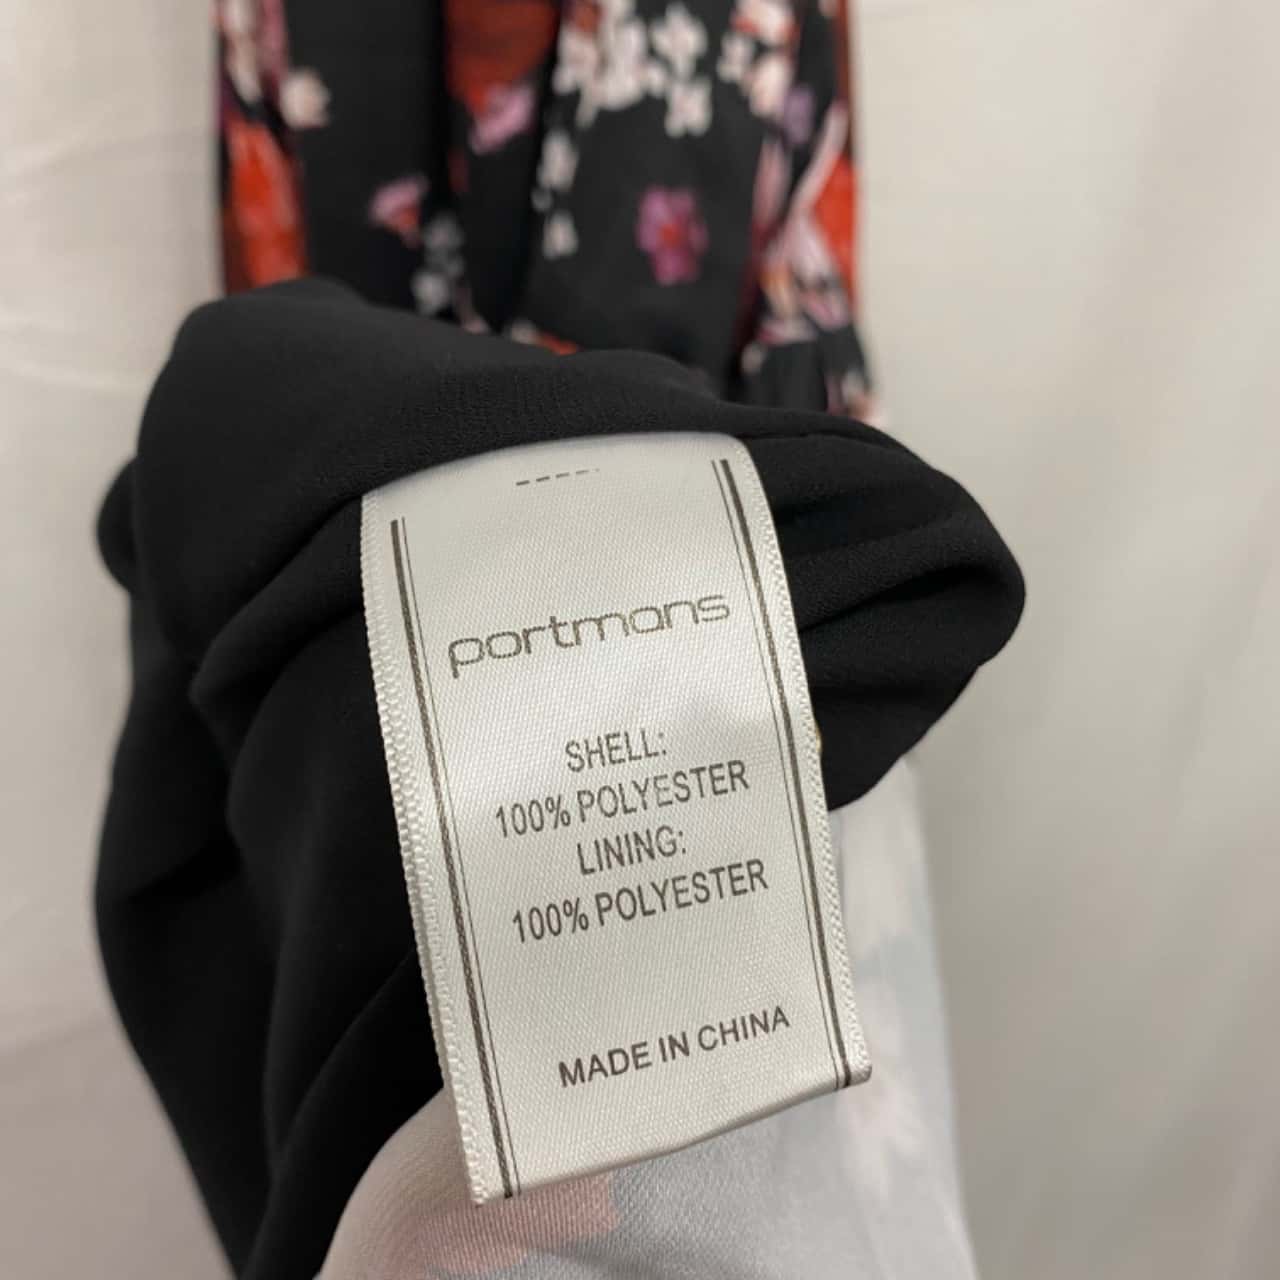 portmans
SHELL:
100% POLYESTER
LINING:
100% POLYESTER
MADE IN CHINA